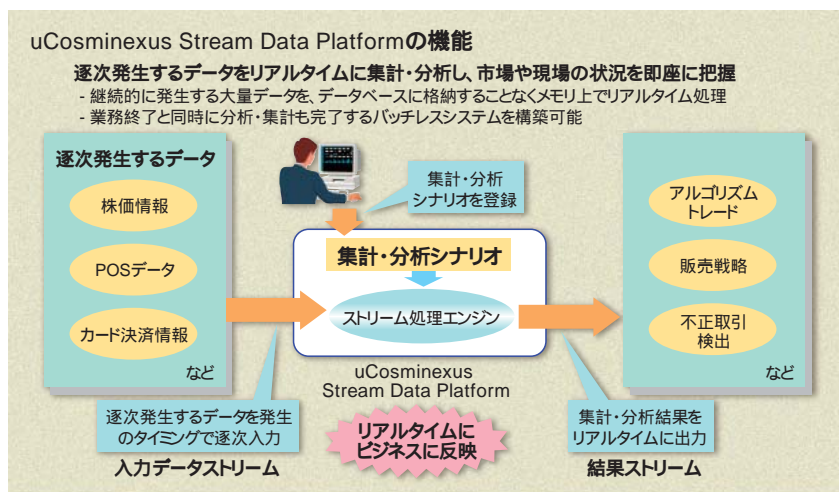 uCosminexus Stream Data Platformの機能
逐次発生するデータをリアルタイムに集計・分析し、市場や現場の状況を即座に把握
- 継続的に発生する大量データを、データベースに格納することなくメモリ上でリアルタイム処理
- 業務終了と同時に分析・集計も完了するバッチレスシステムを構築可能
逐次発生するデータ
株価情報
POSデータ
カード決済情報
など
集計・分析
シナリオを登録
集計・分析シナリオ
ストリーム処理エンジン
uCosminexus
Stream Data Platform
アルゴリズム
トレード
販売戦略
不正取引
検出
など
逐次発生するデータを発生
のタイミングで逐次入力
入力データストリーム
リアルタイムに
ビジネスに反映
集計・分析結果を
リアルタイムに出力
結果ストリーム